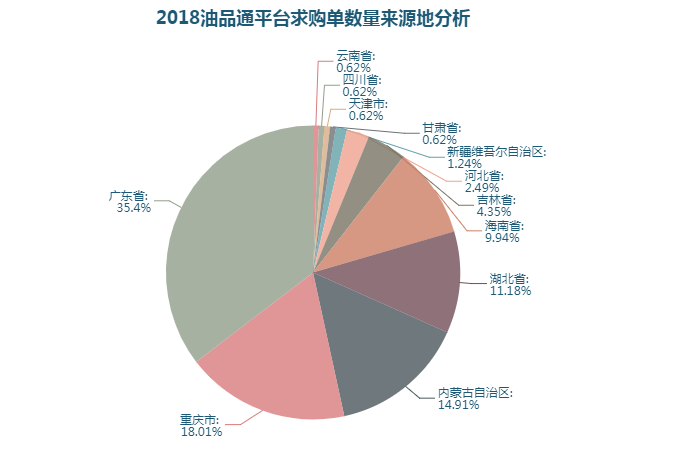 2018油品通平台求购单数量来源地分析
云南省:
0.62%
四川省:
0.62%
天津市:
0.62%
甘肃省:
0.62%
新疆维吾尔自治区:
1.24%
河北省:
2.49%
吉林省:
4.35%
海南省:
9.94%
湖北省:
11.18%
内蒙古自治区:
14.91%
重庆市:
18.01%
广东省:
35.4%